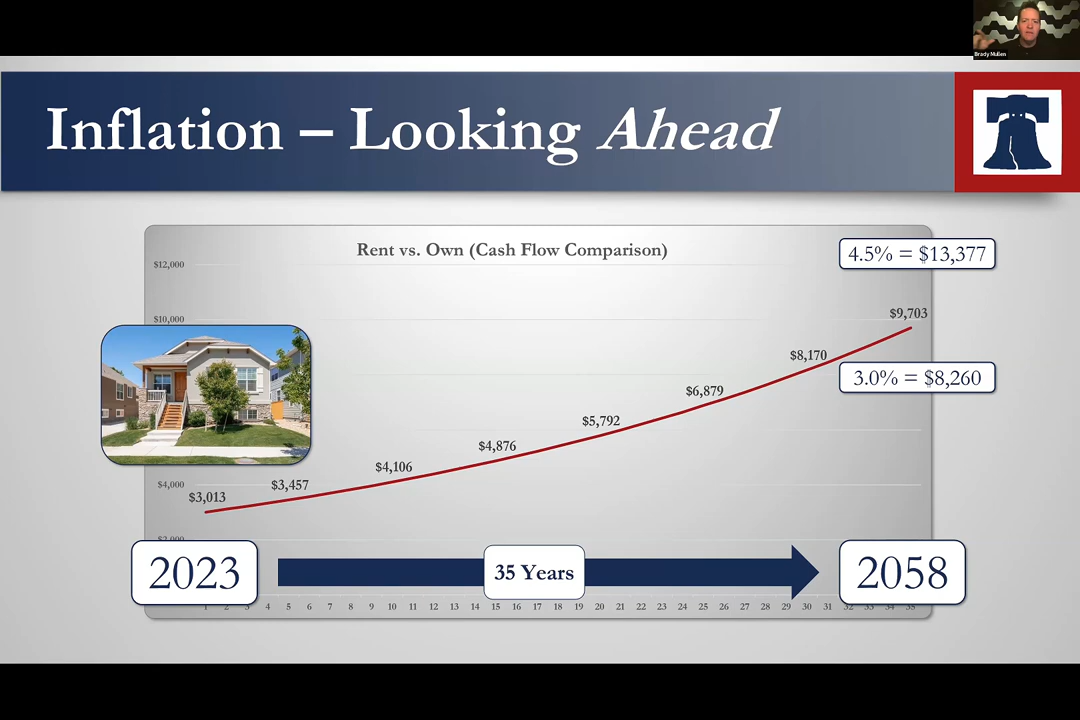 Brady Mullen
Inflation – Looking Ahead
Rent vs. Own (Cash Flow Comparison)
4.5% = $13,377
$12,000
$10,000
$9,703
$8,170
3.0% = $8,260
$6,879
$5,792
$4,876
$4,106
$4,000
$3,457
$3,013
$2,000
2023
35 Years
2058
1 2 3 4 5 6 7 8 9 10 11 12 13 14 15 16 17 18 19 20 21 22 23 24 25 26 27 28 29 30 31 32 33 34 35